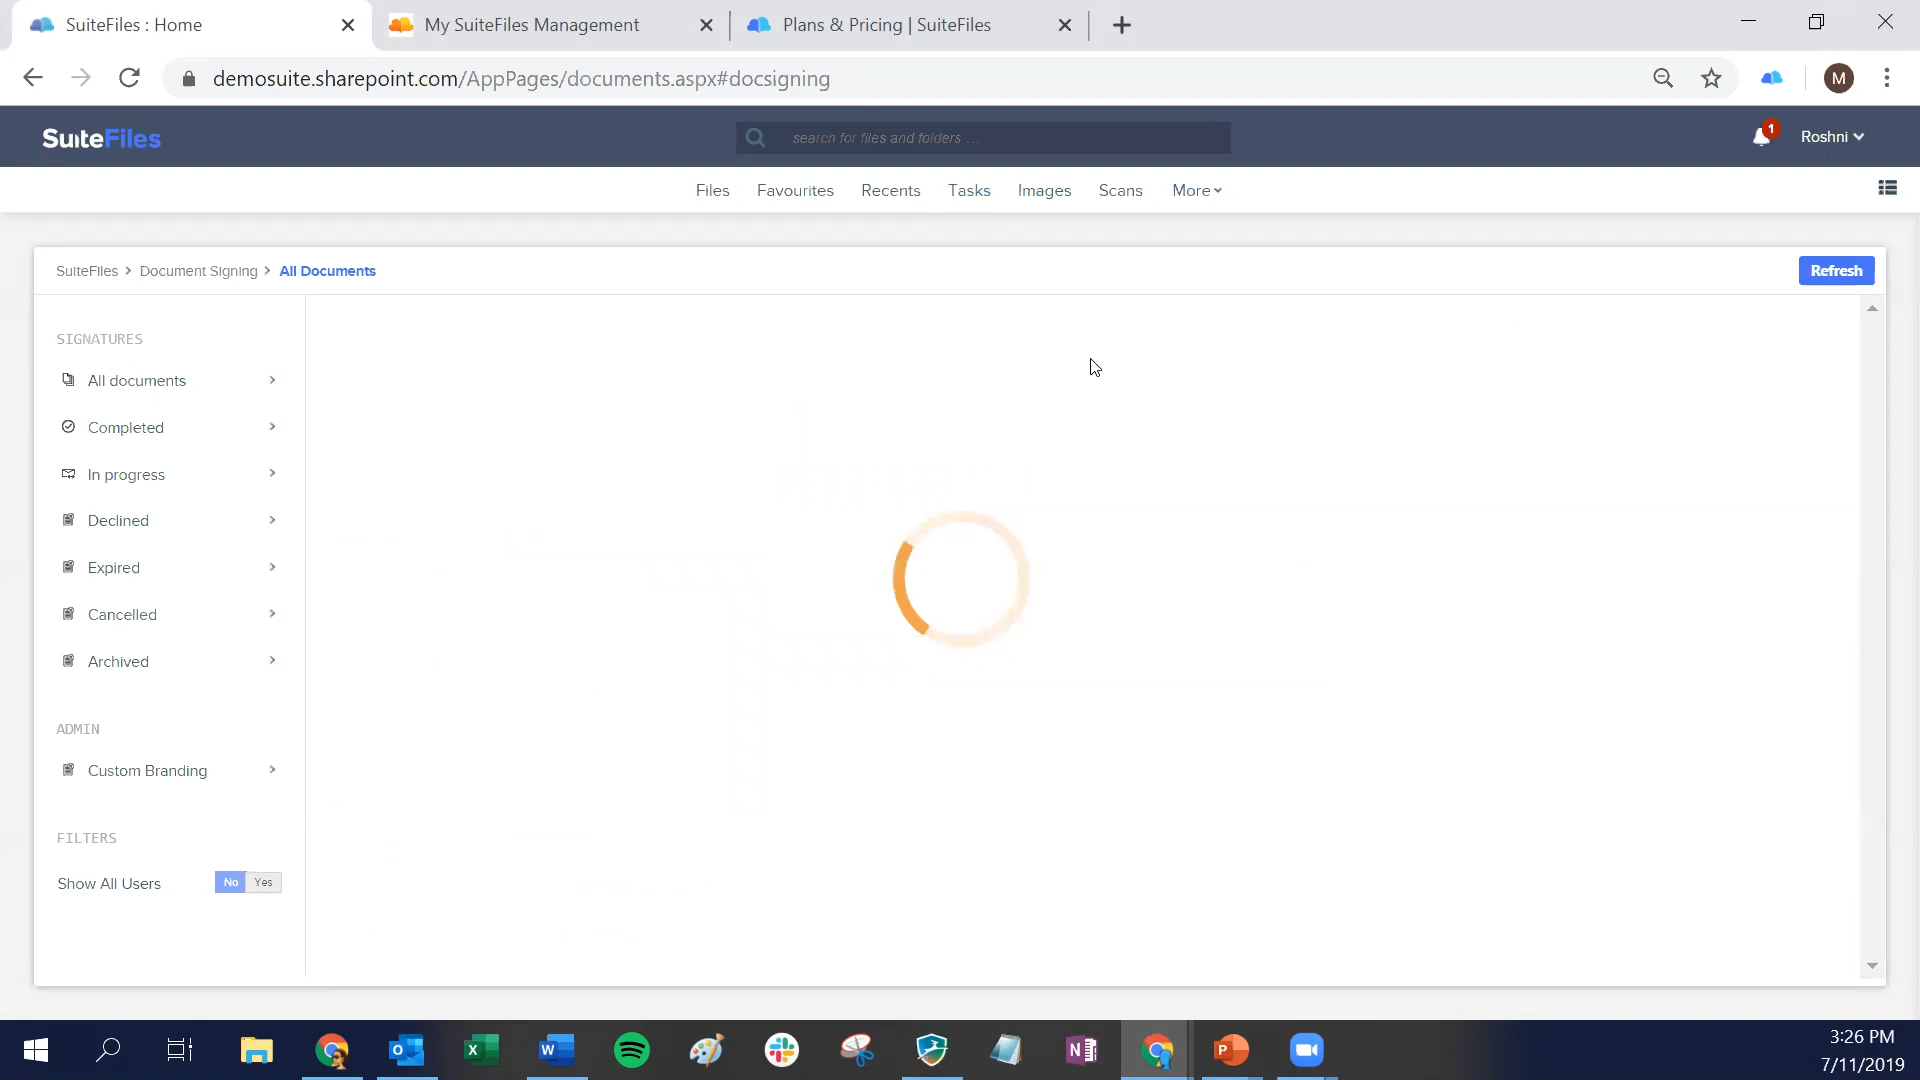 SuiteFiles : Home
My SuiteFiles Management
Plans & Pricing | SuiteFiles
demosuite.sharepoint.com/AppPages/documents.aspx#docsigning
M
SuiteFiles
search for files and folders ...
1
Roshni
Files
Favourites
Recents
Tasks
Images
Scans
More
SuiteFiles > Document Signing > All Documents
Refresh
SIGNATURES
All documents
Completed
In progress
Declined
Expired
Cancelled
Archived
ADMIN
Custom Branding
FILTERS
Show All Users
No
Yes
3:26 PM
7/11/2019